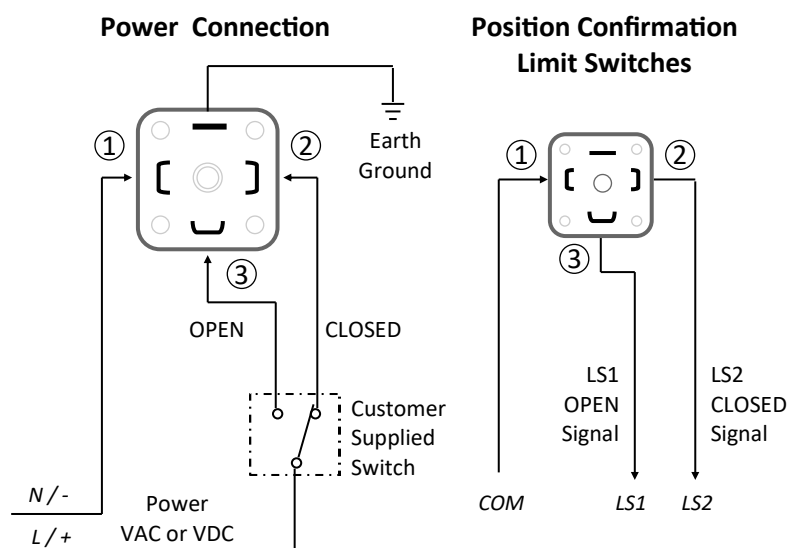 Power Connection
①
②
Earth
Ground
③
OPEN
CLOSED
Customer
Supplied
Switch
N / -
L / +
Power
VAC or VDC
Position Confirmation
Limit Switches
①
②
③
LS1
OPEN
Signal
LS2
CLOSED
Signal
COM
LS1
LS2